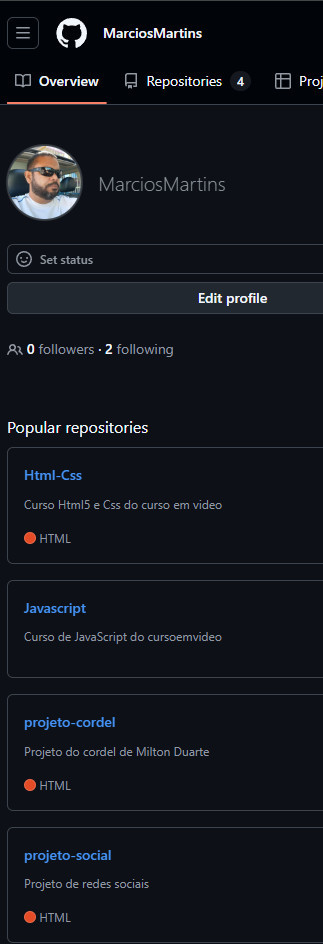 MarciosMartins
Overview
Repositories 4
Proj
MarciosMartins
Set status
Edit profile
0 followers · 2 following
Popular repositories
Html-Css
Curso Html5 e Css do curso em video
HTML
Javascript
Curso de JavaScript do cursoemvideo
projeto-cordel
Projeto do cordel de Milton Duarte
HTML
projeto-social
Projeto de redes sociais
HTML